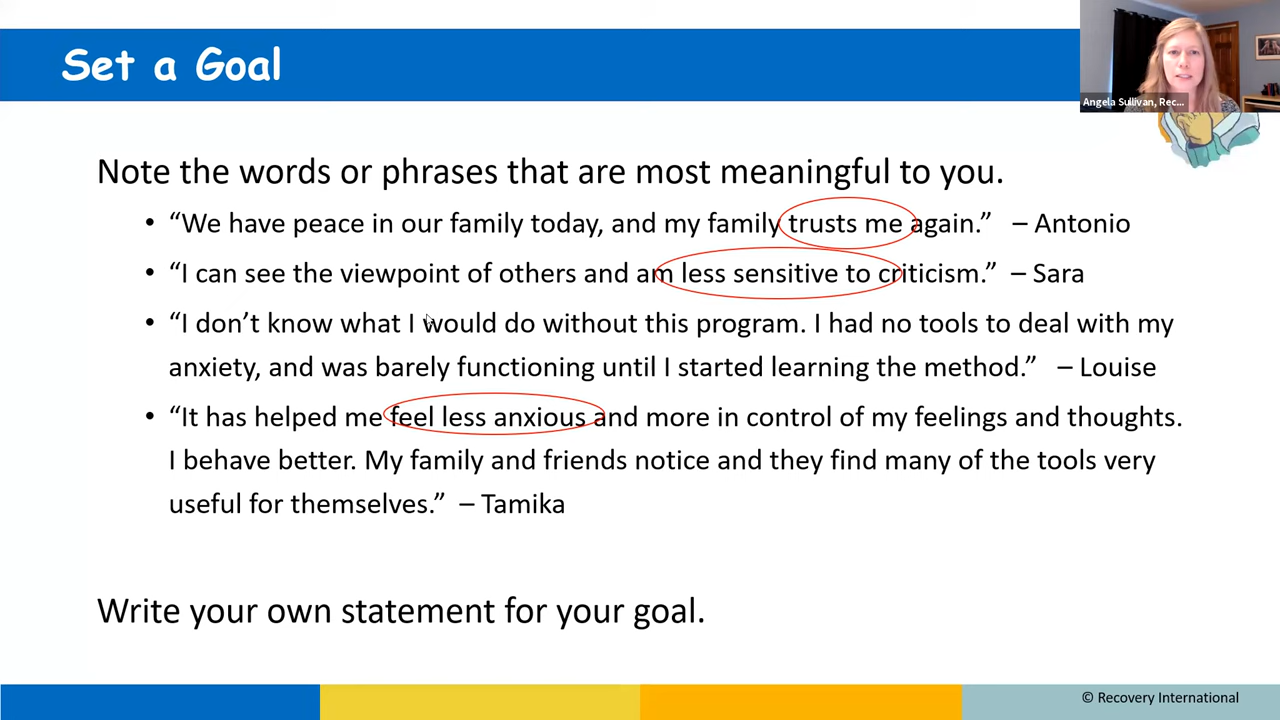 Set a Goal
Angela Sullivan, Rec...
Note the words or phrases that are most meaningful to you.
• “We have peace in our family today, and my family trusts me again.” – Antonio
• “I can see the viewpoint of others and am less sensitive to criticism.” – Sara
• “I don’t know what I would do without this program. I had no tools to deal with my
anxiety, and was barely functioning until I started learning the method.” – Louise
• “It has helped me feel less anxious and more in control of my feelings and thoughts.
I behave better. My family and friends notice and they find many of the tools very
useful for themselves.” – Tamika
Write your own statement for your goal.
© Recovery International